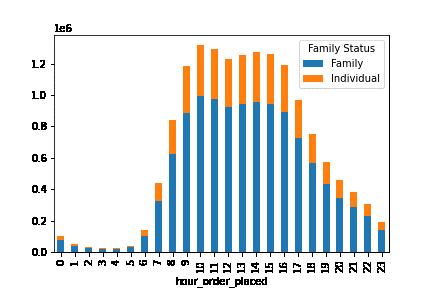 1e6
Family Status
Family
Individual
1.2
1.0
0.8
0.6
0.4
0.2
0.0
0 1 2 3 4 5 6 7 8 9 10 11 12 13 14 15 16 17 18 19 20 21 22 23
hour_order_placed